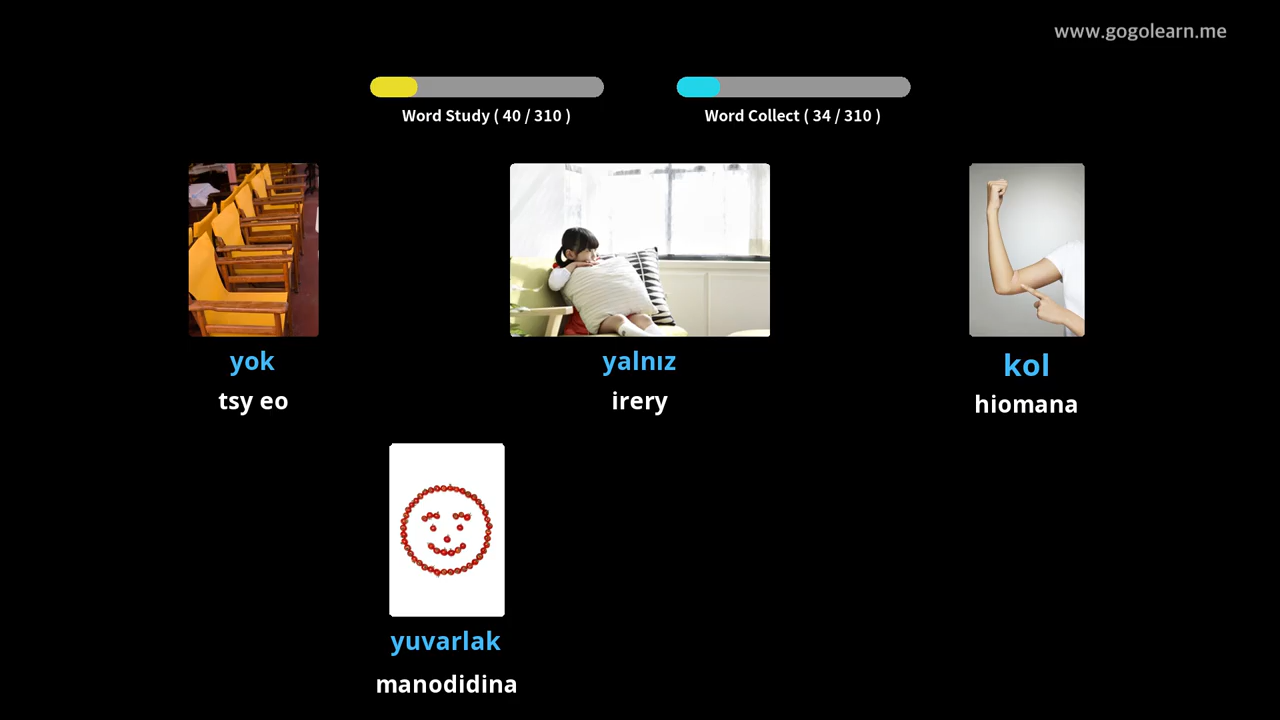 www.gogolearn.me
Word Study ( 40 / 310 )
Word Collect ( 34 / 310 )
yok
tsy eo
yalnız
irery
kol
hiomana
yuvarlak
manodidina